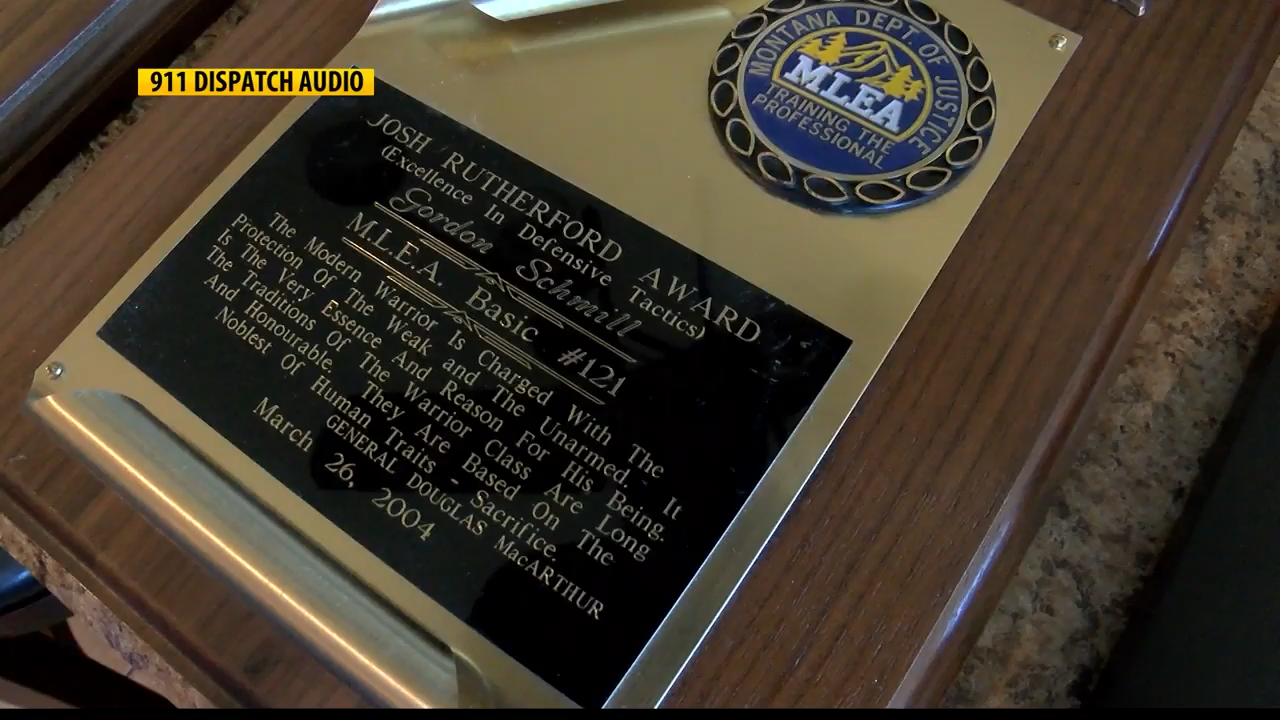 911 DISPATCH AUDIO
MONTANA DEPT. OF JUSTICE
MLEA
TRAINING THE
PROFESSIONAL
JOSH RUTHERFORD AWARD
(Excellence In Defensive Tactics)
Gordon Schmill
M.L.E.A. Basic #121
The Modern Warrior Is Charged With The
Protection Of The Weak and The Unarmed. It
Is The Very Essence And Reason For His Being.
The Traditions Of The Warrior Class Are Long
And Honourable. They Are Based On The
Noblest Of Human Traits - Sacrifice.
GENERAL DOUGLAS MacARTHUR
March 26, 2004